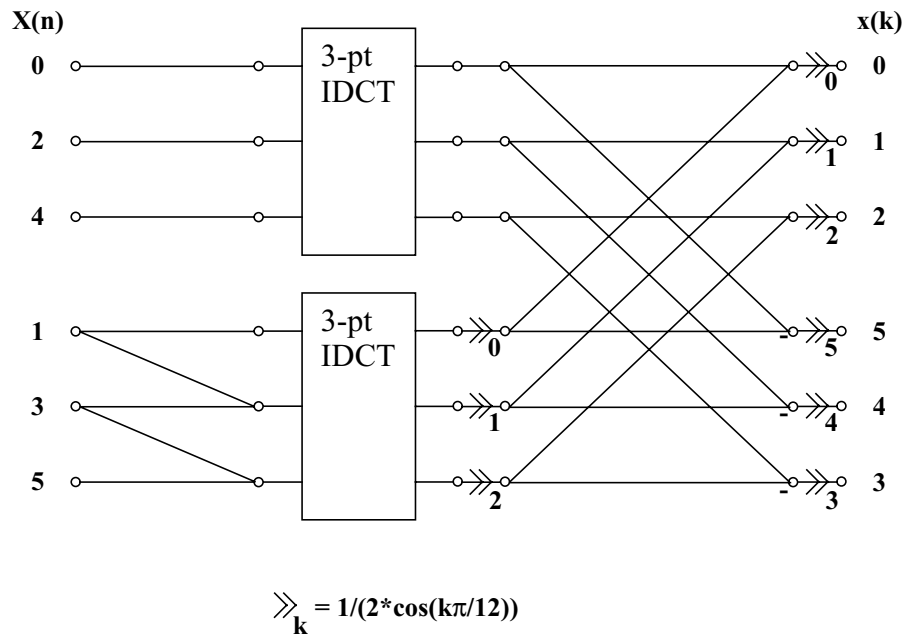 X(n) x(k)
0 3-pt IDCT 0 0
2 1 1
4 2 2
1 3-pt IDCT 0 - 5 5
3 1 - 4 4
5 2 - 3 3
≫k = 1/(2*cos(kπ/12))